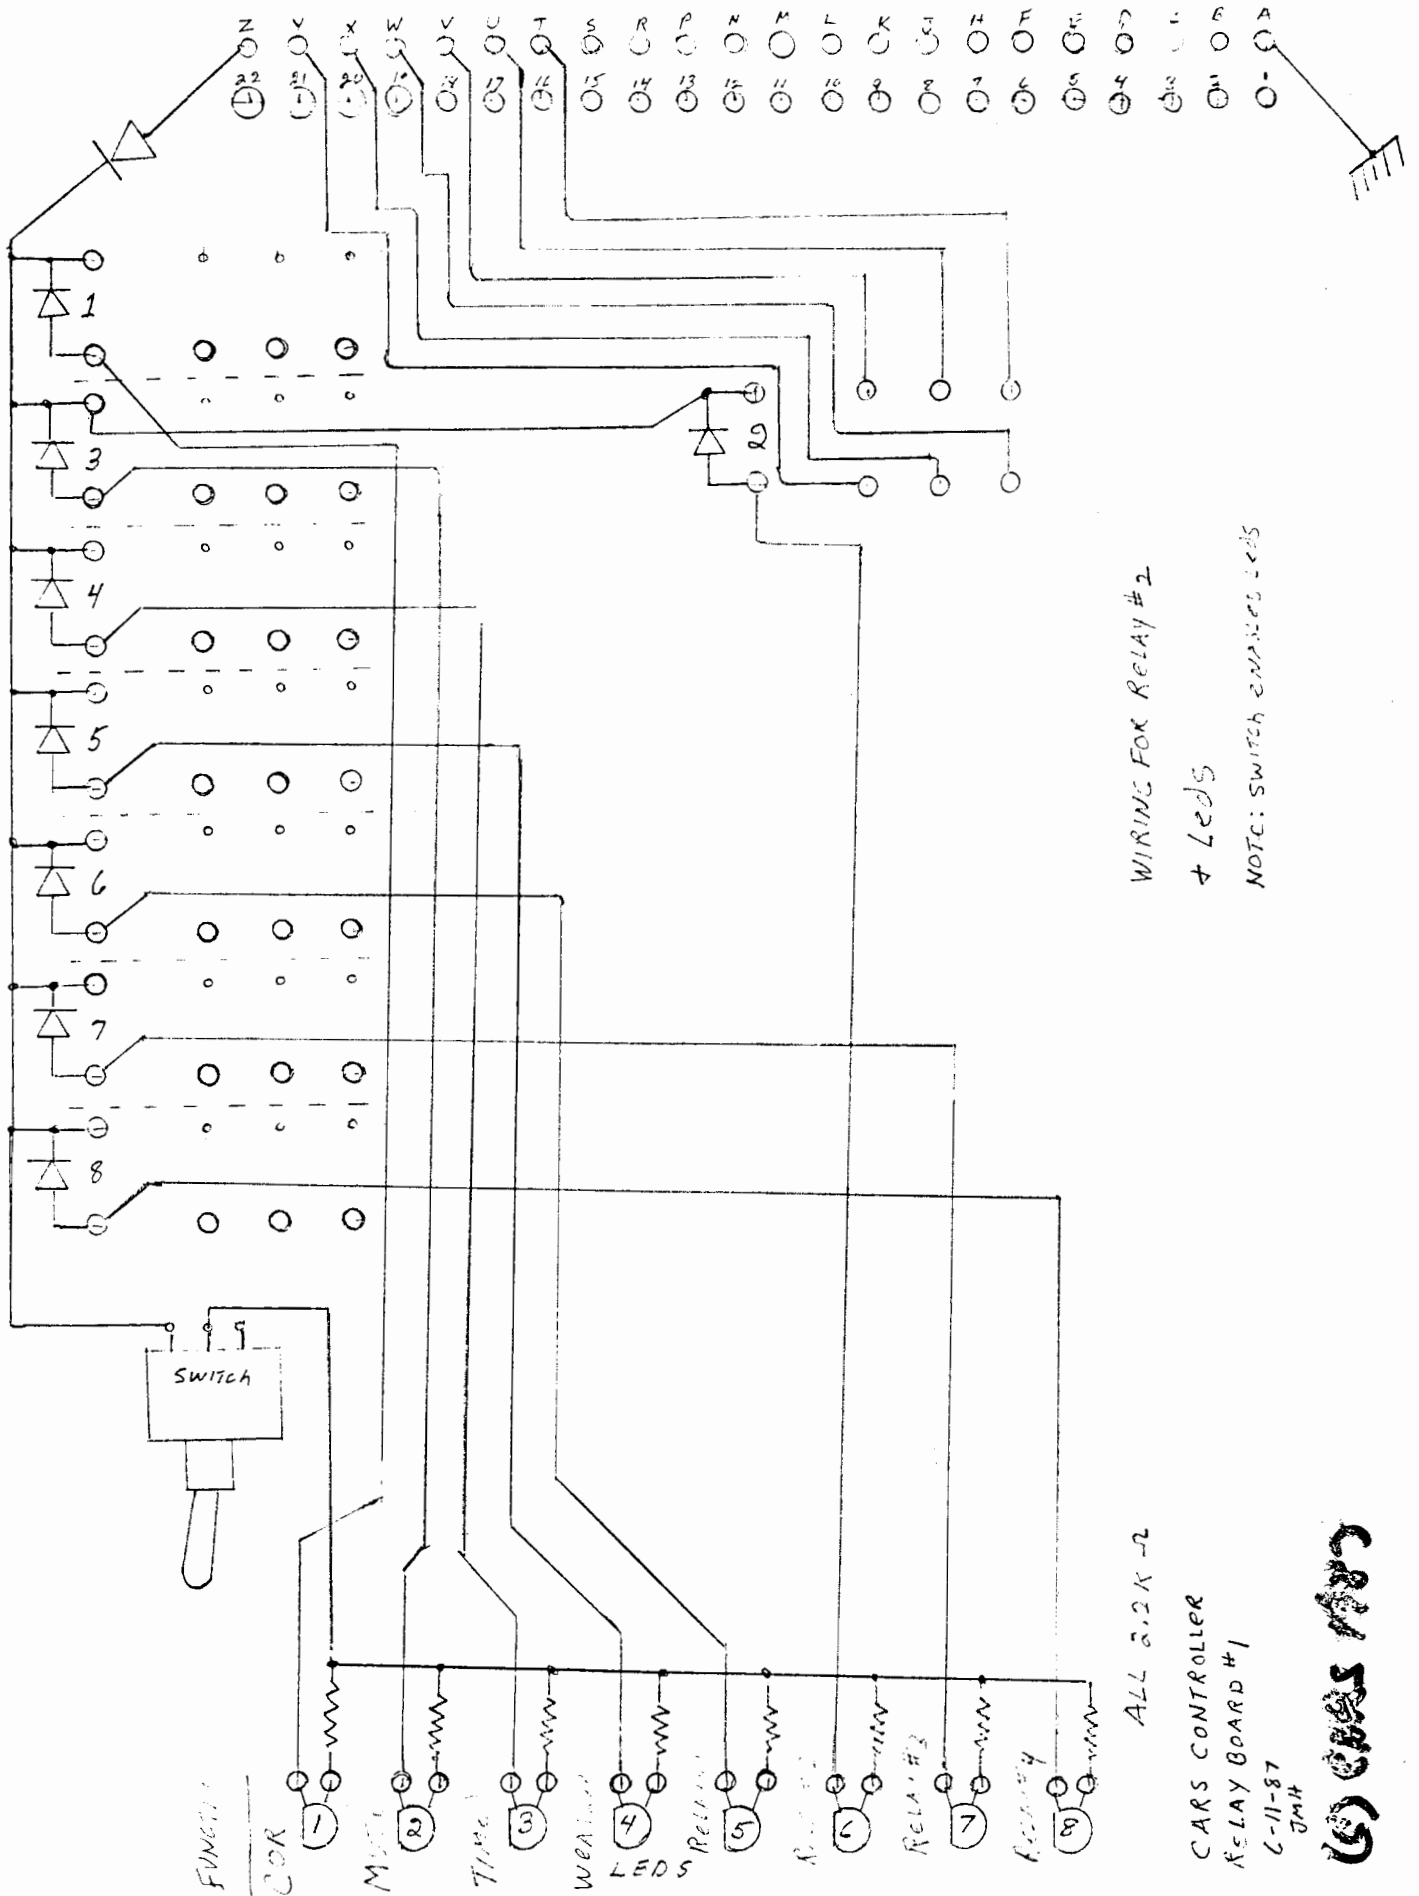 Z Y X W V U T S R P N M L K J H F E D B A
22 21 20 19 18 17 16 15 14 13 12 11 10 9 8 7 6 5 4
1
3
2
4
5
6
7
8
SWITCH
WIRING FOR RELAY #2
+ Leds
NOTE: SWITCH ENABLES LEDS
COR
RELAY #3
1 2 3 4 5 6 7 8
LEDS
ALL 2.2K Ω
CARS CONTROLLER
RELAY BOARD #1
6-11-87
JMH